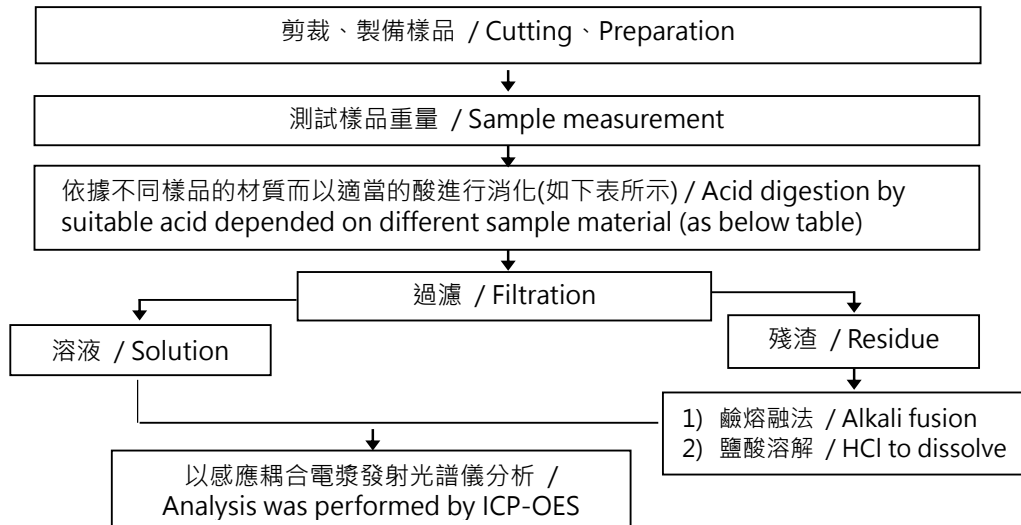 剪裁、製備樣品 / Cutting、Preparation
測試樣品重量 / Sample measurement
依據不同樣品的材質而以適當的酸進行消化(如下表所示) / Acid digestion by
suitable acid depended on different sample material (as below table)
過濾 / Filtration
溶液 / Solution
殘渣 / Residue
1) 鹼熔融法 / Alkali fusion
2) 鹽酸溶解 / HCl to dissolve
以感應耦合電漿發射光譜儀分析 /
Analysis was performed by ICP-OES